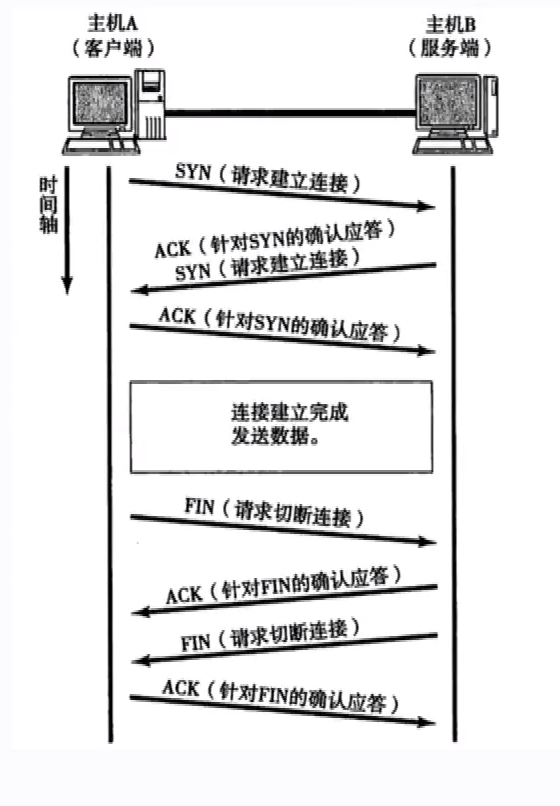 主机A
（客户端）
主机B
（服务端）
时间轴
SYN（请求建立连接）
ACK（针对SYN的确认应答）
SYN（请求建立连接）
ACK（针对SYN的确认应答）
连接建立完成
发送数据。
FIN（请求切断连接）
ACK（针对FIN的确认应答）
FIN（请求切断连接）
ACK（针对FIN的确认应答）